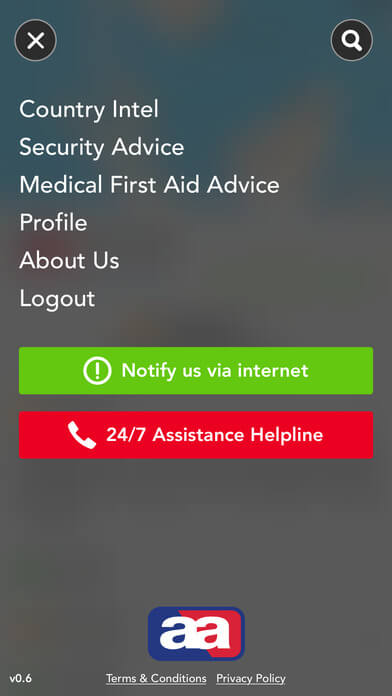 Country Intel
Security Advice
Medical First Aid Advice
Profile
About Us
Logout
Notify us via internet
24/7 Assistance Helpline
aa
v0.6 Terms & Conditions Privacy Policy